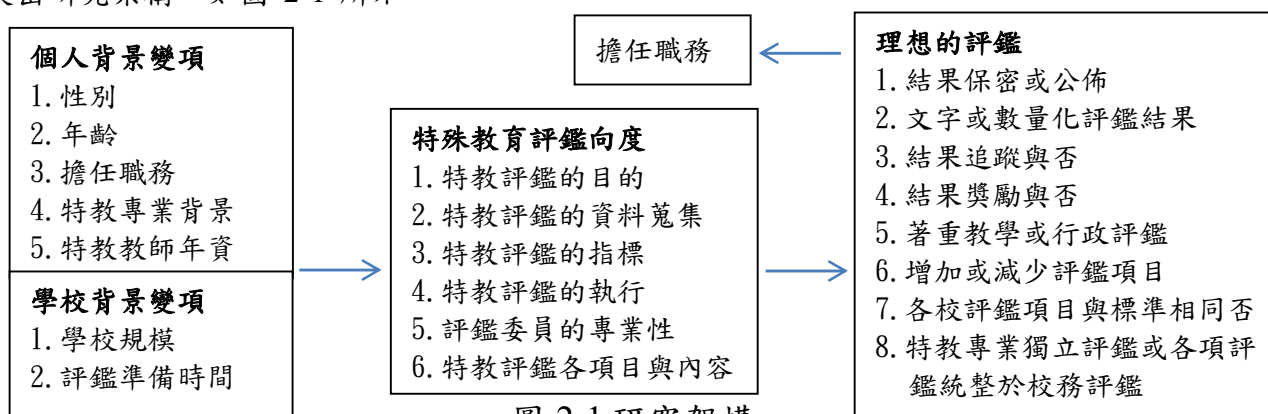 個人背景變項
1.性別
2.年齡
3.擔任職務
4.特教專業背景
5.特教教師年資
學校背景變項
1.學校規模
2.評鑑準備時間
擔任職務
特殊教育評鑑向度
1.特教評鑑的目的
2.特教評鑑的資料蒐集
3.特教評鑑的指標
4.特教評鑑的執行
5.評鑑委員的專業性
6.特教評鑑各項目與內容
理想的評鑑
1.結果保密或公佈
2.文字或數量化評鑑結果
3.結果追蹤與否
4.結果獎勵與否
5.著重教學或行政評鑑
6.增加或減少評鑑項目
7.各校評鑑項目與標準相同否
8.特教專業獨立評鑑或各項評
鑑統整於校務評鑑
圖 2-1 研究架構